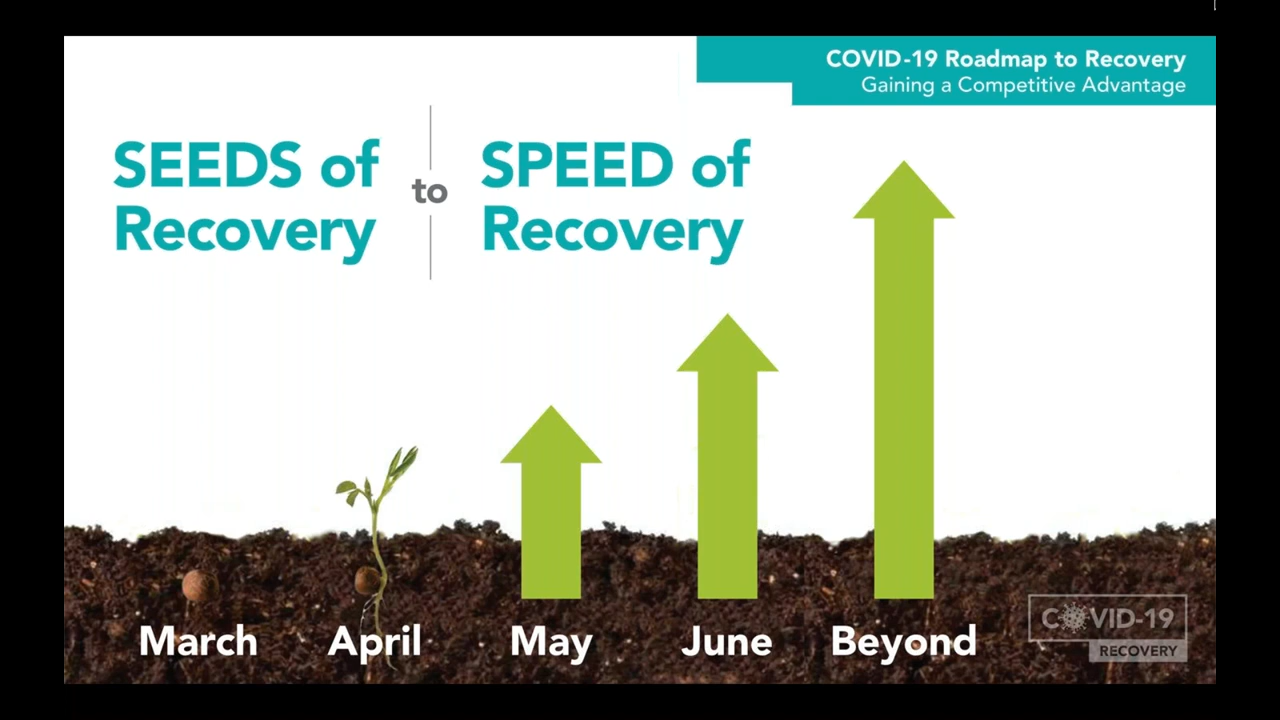 COVID-19 Roadmap to Recovery
Gaining a Competitive Advantage
SEEDS of
Recovery
to
SPEED of
Recovery
March
April
May
June
Beyond
COVID-19
RECOVERY